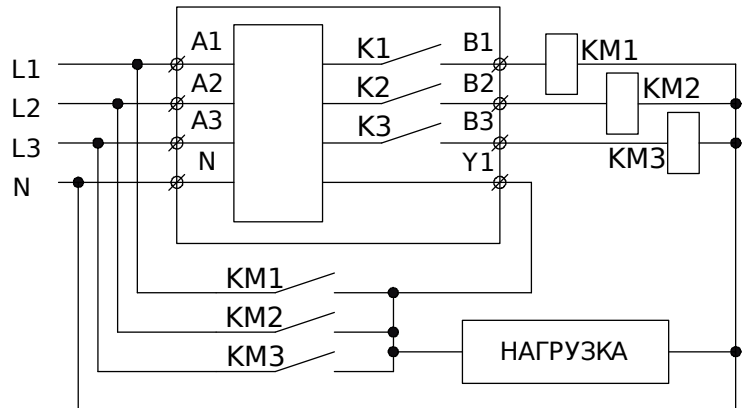 A1 K1 B1 KM1
L1
A2 K2 B2 KM2
L2
A3 K3 B3
L3 KM3
N Y1
N
KM1
KM2
KM3 НАГРУЗКА